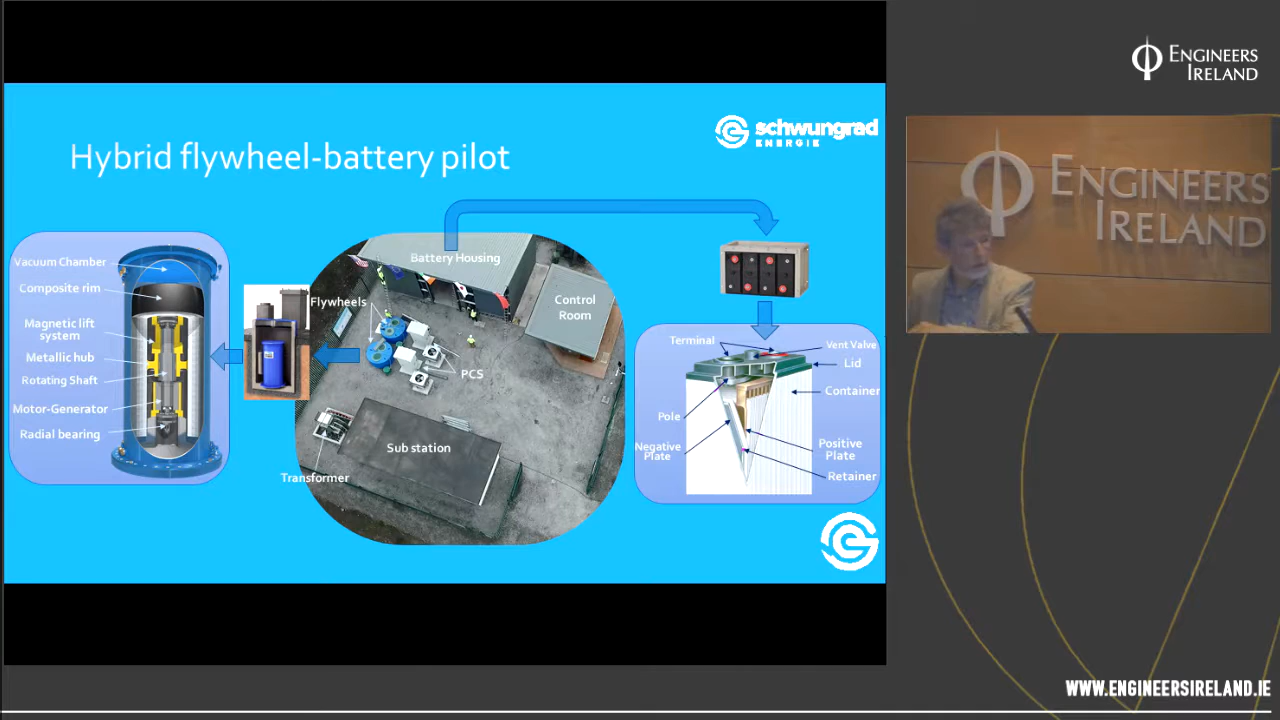 ENGINEERS
IRELAND
schwungrad
ENERGIE
Hybrid flywheel-battery pilot
ENGINEERS
IRELAND
Vacuum Chamber
Composite rim
Magnetic lift
system
Metallic hub
Rotating Shaft
Motor-Generator
Radial bearing
Flywheels
Battery Housing
Control
Room
PCS
Sub station
Transformer
Terminal
Vent Valve
Lid
Container
Pole
Negative
Plate
Positive
Plate
Retainer
WWW.ENGINEERSIRELAND.IE